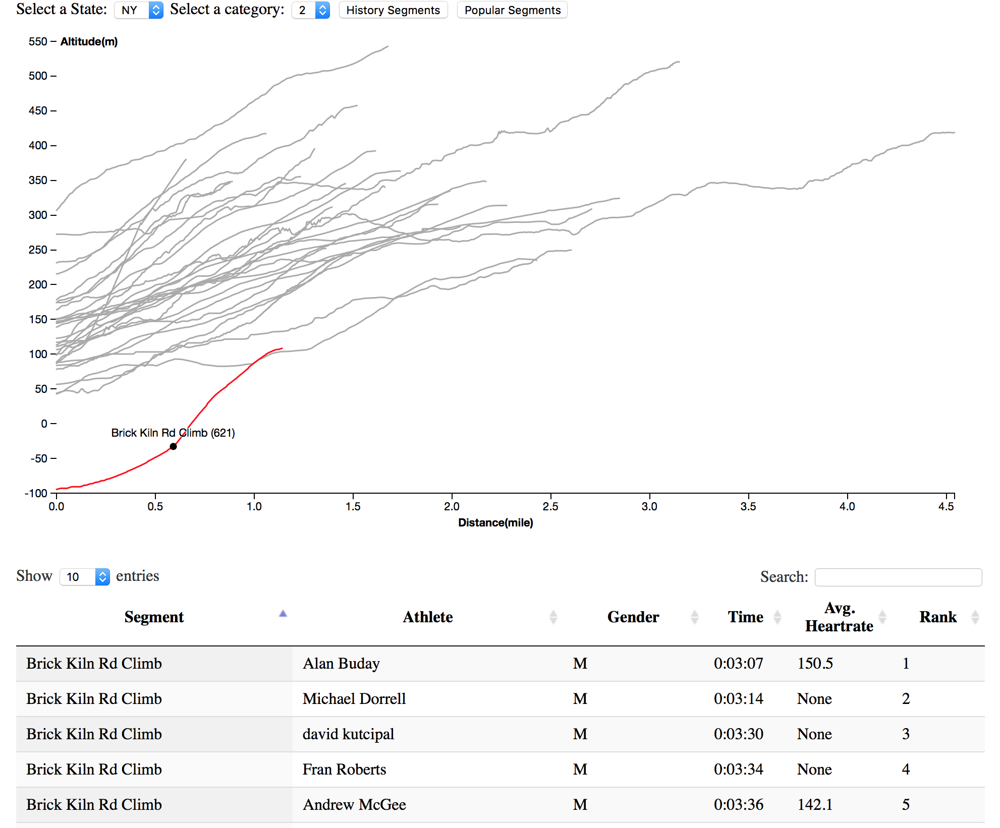 Select a State: NY Select a category: 2 History Segments Popular Segments
550 Altitude(m)
500
450
400
350
300
250
200
150
100
50
0
Brick Kiln Rd Climb (621)
-50
-100
0.0 0.5 1.0 1.5 2.0 2.5 3.0 3.5 4.0 4.5
Distance(mile)
Show 10 entries Search:
Segment Athlete Gender Time Avg. Heartrate Rank
Brick Kiln Rd Climb Alan Buday M 0:03:07 150.5 1
Brick Kiln Rd Climb Michael Dorrell M 0:03:14 None 2
Brick Kiln Rd Climb david kutcipal M 0:03:30 None 3
Brick Kiln Rd Climb Fran Roberts M 0:03:34 None 4
Brick Kiln Rd Climb Andrew McGee M 0:03:36 142.1 5